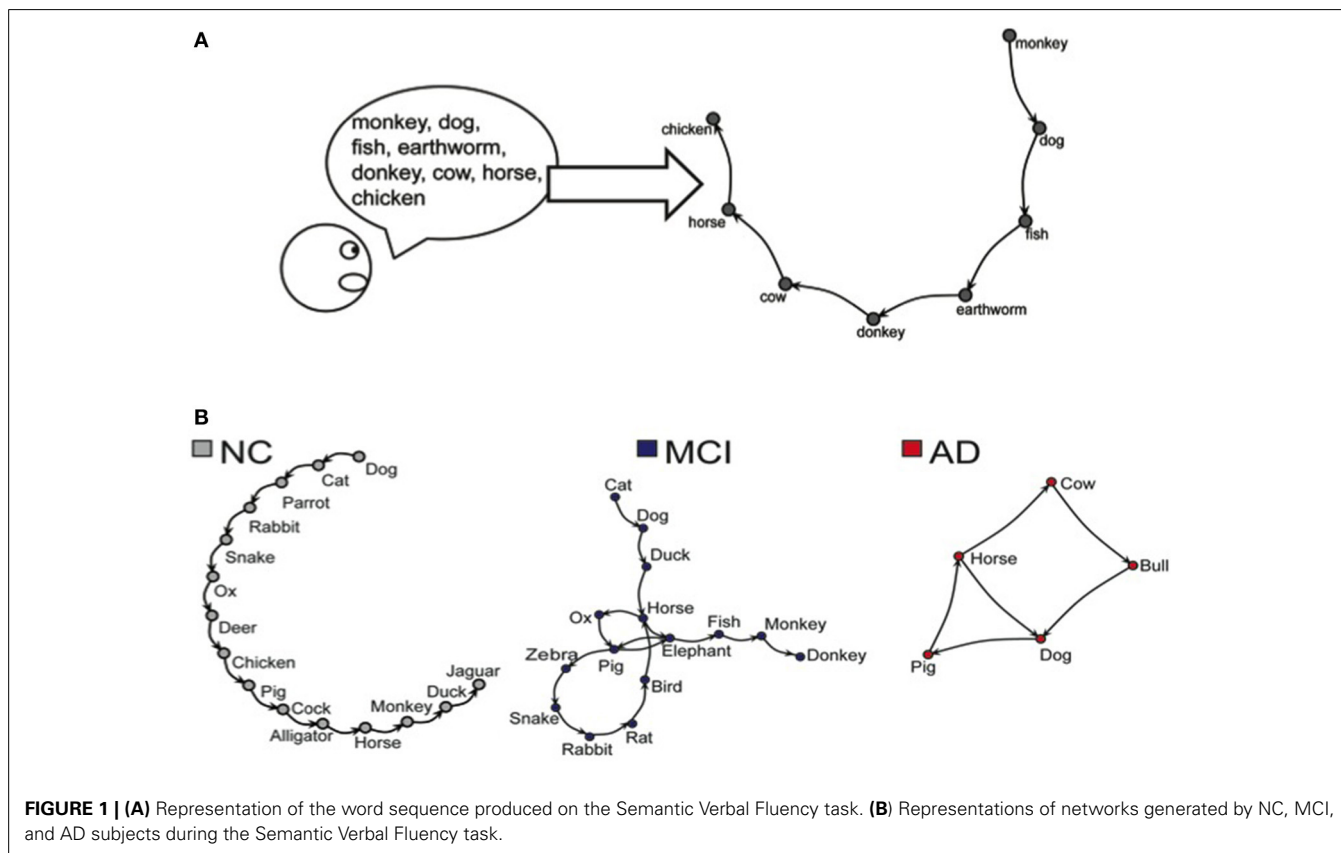 A
monkey, dog,
fish, earthworm,
donkey, cow, horse,
chicken
monkey
dog
fish
earthworm
donkey
cow
horse
chicken
B
NC
Dog
Cat
Parrot
Rabbit
Snake
Ox
Deer
Chicken
Pig
Cock
Alligator
Horse
Monkey
Duck
Jaguar
MCI
Cat
Dog
Duck
Horse
Ox
Pig
Elephant
Fish
Monkey
Donkey
Zebra
Snake
Rabbit
Rat
Bird
AD
Cow
Bull
Horse
Dog
Pig
FIGURE 1 | (A) Representation of the word sequence produced on the Semantic Verbal Fluency task. (B) Representations of networks generated by NC, MCI,
and AD subjects during the Semantic Verbal Fluency task.